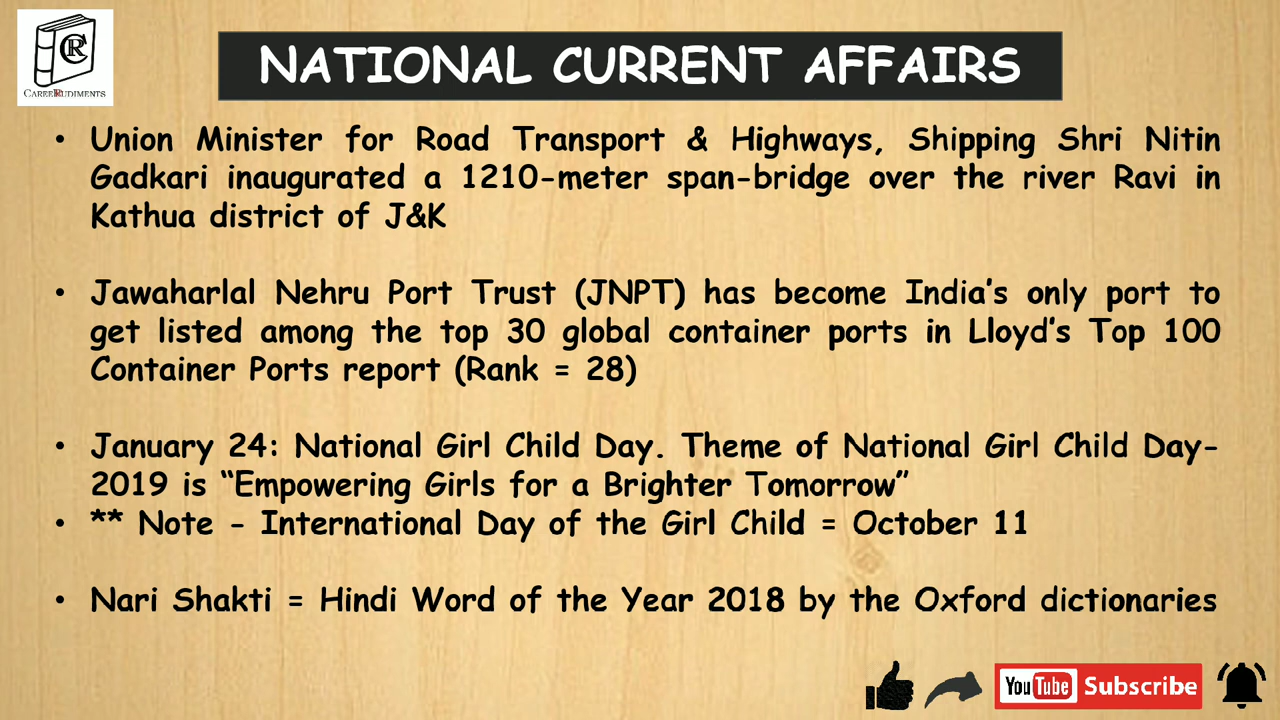 CR
CAREERUDIMENTS
NATIONAL CURRENT AFFAIRS
• Union Minister for Road Transport & Highways, Shipping Shri Nitin
Gadkari inaugurated a 1210-meter span-bridge over the river Ravi in
Kathua district of J&K
• Jawaharlal Nehru Port Trust (JNPT) has become India's only port to
get listed among the top 30 global container ports in Lloyd's Top 100
Container Ports report (Rank = 28)
• January 24: National Girl Child Day. Theme of National Girl Child Day-
2019 is “Empowering Girls for a Brighter Tomorrow”
• ** Note - International Day of the Girl Child = October 11
• Nari Shakti = Hindi Word of the Year 2018 by the Oxford dictionaries
YouTube Subscribe